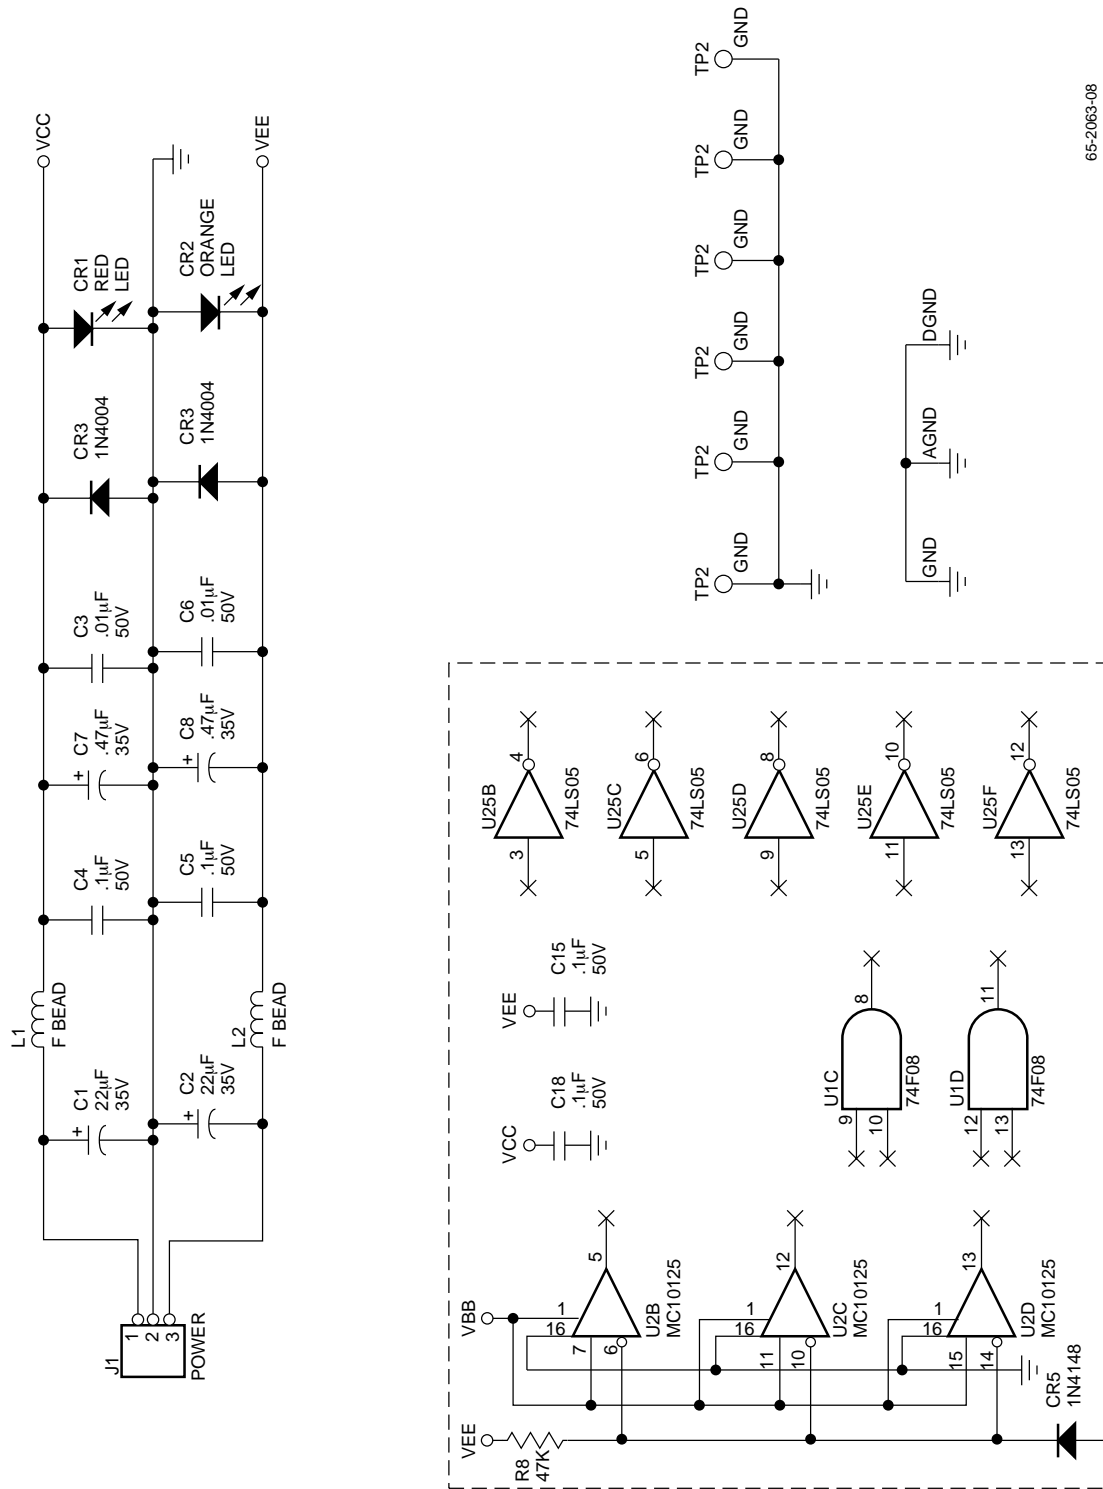 J1
1
2
3
POWER
L1
F BEAD
C1
22µF
35V
+
C2
22µF
35V
+
L2
F BEAD
C4
.1µF
50V
C5
.1µF
50V
C7
.47µF
35V
+
C8
.47µF
35V
+
C3
.01µF
50V
C6
.01µF
50V
CR3
1N4004
CR3
1N4004
CR1
RED
LED
CR2
ORANGE
LED
VCC
VEE
VEE
R8
47K
VBB
1
16
7
6
5
U2B
MC10125
1
16
11
10
12
U2C
MC10125
1
16
15
14
13
U2D
MC10125
CR5
1N4148
VCC
C18
.1µF
50V
VEE
C15
.1µF
50V
U1C
9
10
8
74F08
U1D
12
13
11
74F08
U25B
3
4
74LS05
U25C
5
6
74LS05
U25D
9
8
74LS05
U25E
11
10
74LS05
U25F
13
12
74LS05
TP2
GND
TP2
GND
TP2
GND
TP2
GND
TP2
GND
TP2
GND
GND
AGND
DGND
65-2063-08